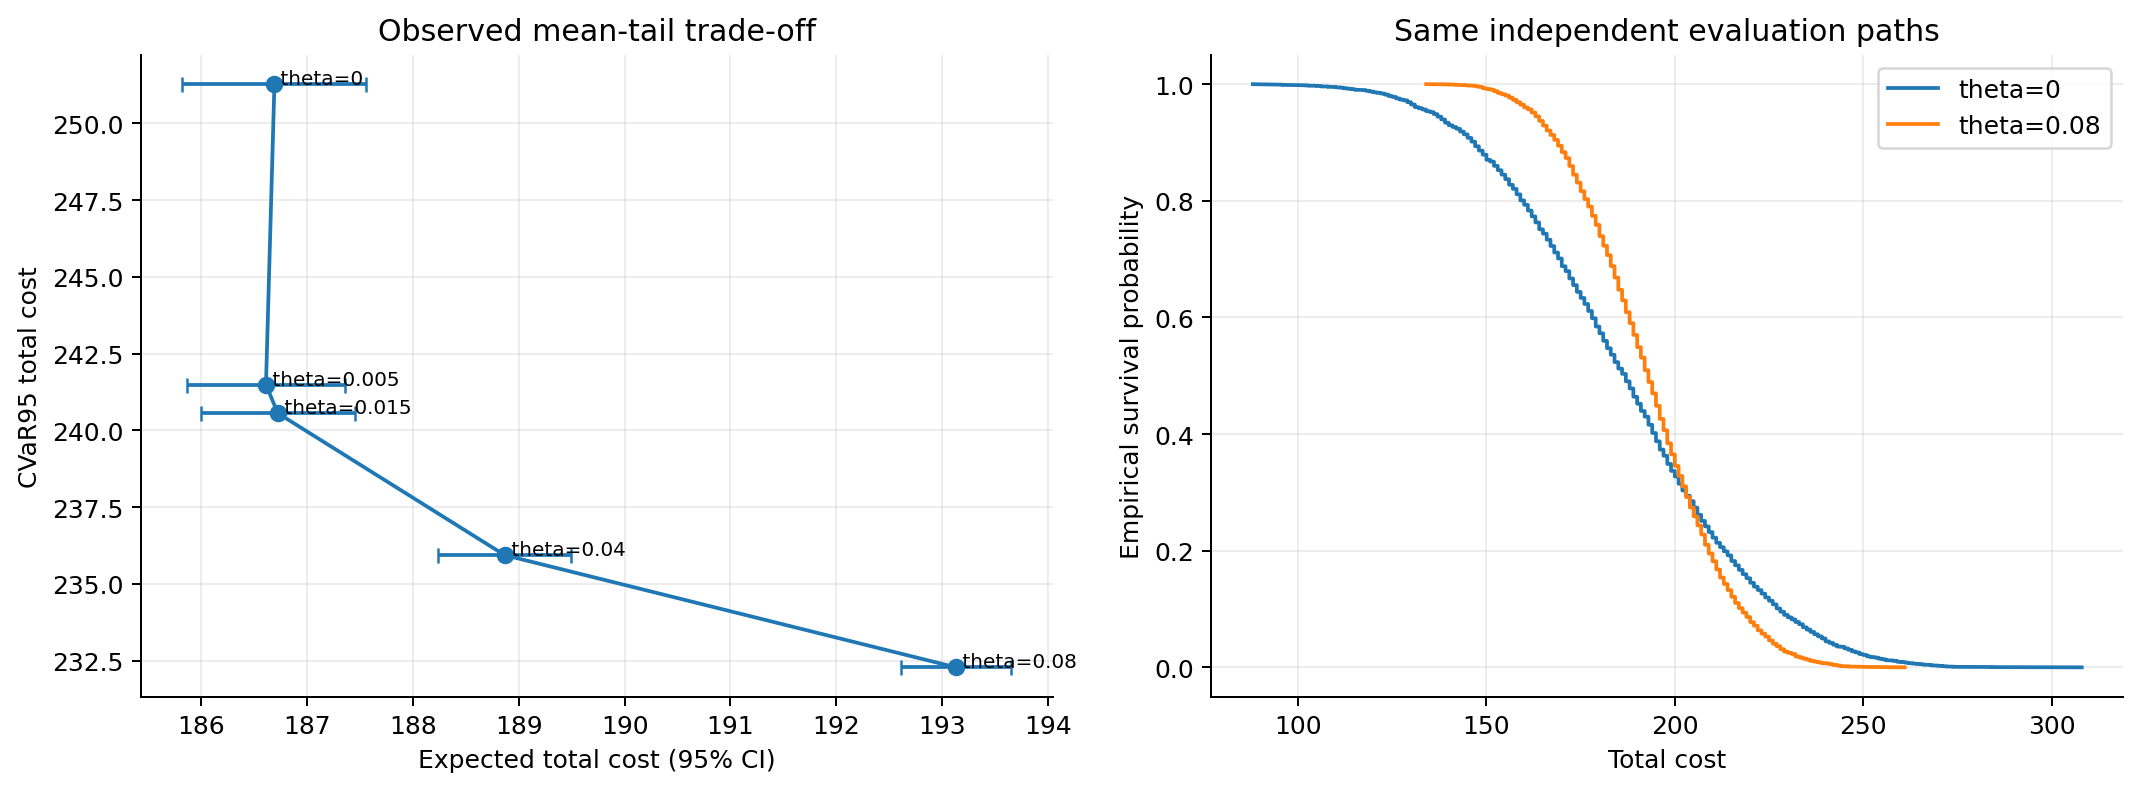 Observed mean-tail trade-off
CVaR95 total cost
250.0
247.5
245.0
242.5
240.0
237.5
235.0
232.5
theta=0
theta=0.005
theta=0.015
theta=0.04
theta=0.08
186 187 188 189 190 191 192 193 194
Expected total cost (95% CI)
Same independent evaluation paths
Empirical survival probability
1.0
0.8
0.6
0.4
0.2
0.0
theta=0
theta=0.08
100 150 200 250 300
Total cost